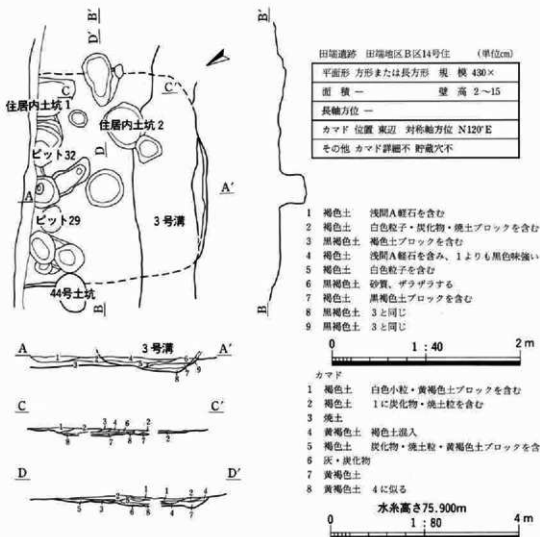 B'
D'
C
C'
住居内土坑 1
住居内土坑 2
D
ピット32
A
A'
ピット29
3 号溝
44号土坑
B
B'
B
田端遺跡 田端地区B区14号住 (単位cm)
平面形 方形または長方形 規 模 430×
面 積 ー 壁 高 2~15
長軸方位 ー
カマド 位置 東辺 対称軸方位 N120°E
その他 カマド詳細不 貯蔵穴不
1 褐色土 浅間A軽石を含む
2 褐色土 白色粒子・炭化物・焼土ブロックを含む
3 黒褐色土 褐色土ブロックを含む
4 褐色土 浅間A軽石を含み、1よりも黒色味強い
5 褐色土 白色粒子を含む
6 黒褐色土 砂質、ザラザラする
7 褐色土 黒褐色土ブロックを含む
8 黒褐色土 3と同じ
9 黒褐色土 3と同じ
0 1:40 2 m
カマド
1 褐色土 白色小粒・黄褐色土ブロックを含む
2 褐色土 1に炭化物・焼土粒を含む
3 焼土
4 黄褐色土 褐色土混入
5 褐色土 炭化物・焼土粒・黄褐色土ブロックを含
6 灰・炭化物
7 黄褐色土
8 黄褐色土 4に似る
水糸高さ75.900m
0 1:80 4 m
A 3 号溝 A'
C C'
D D'